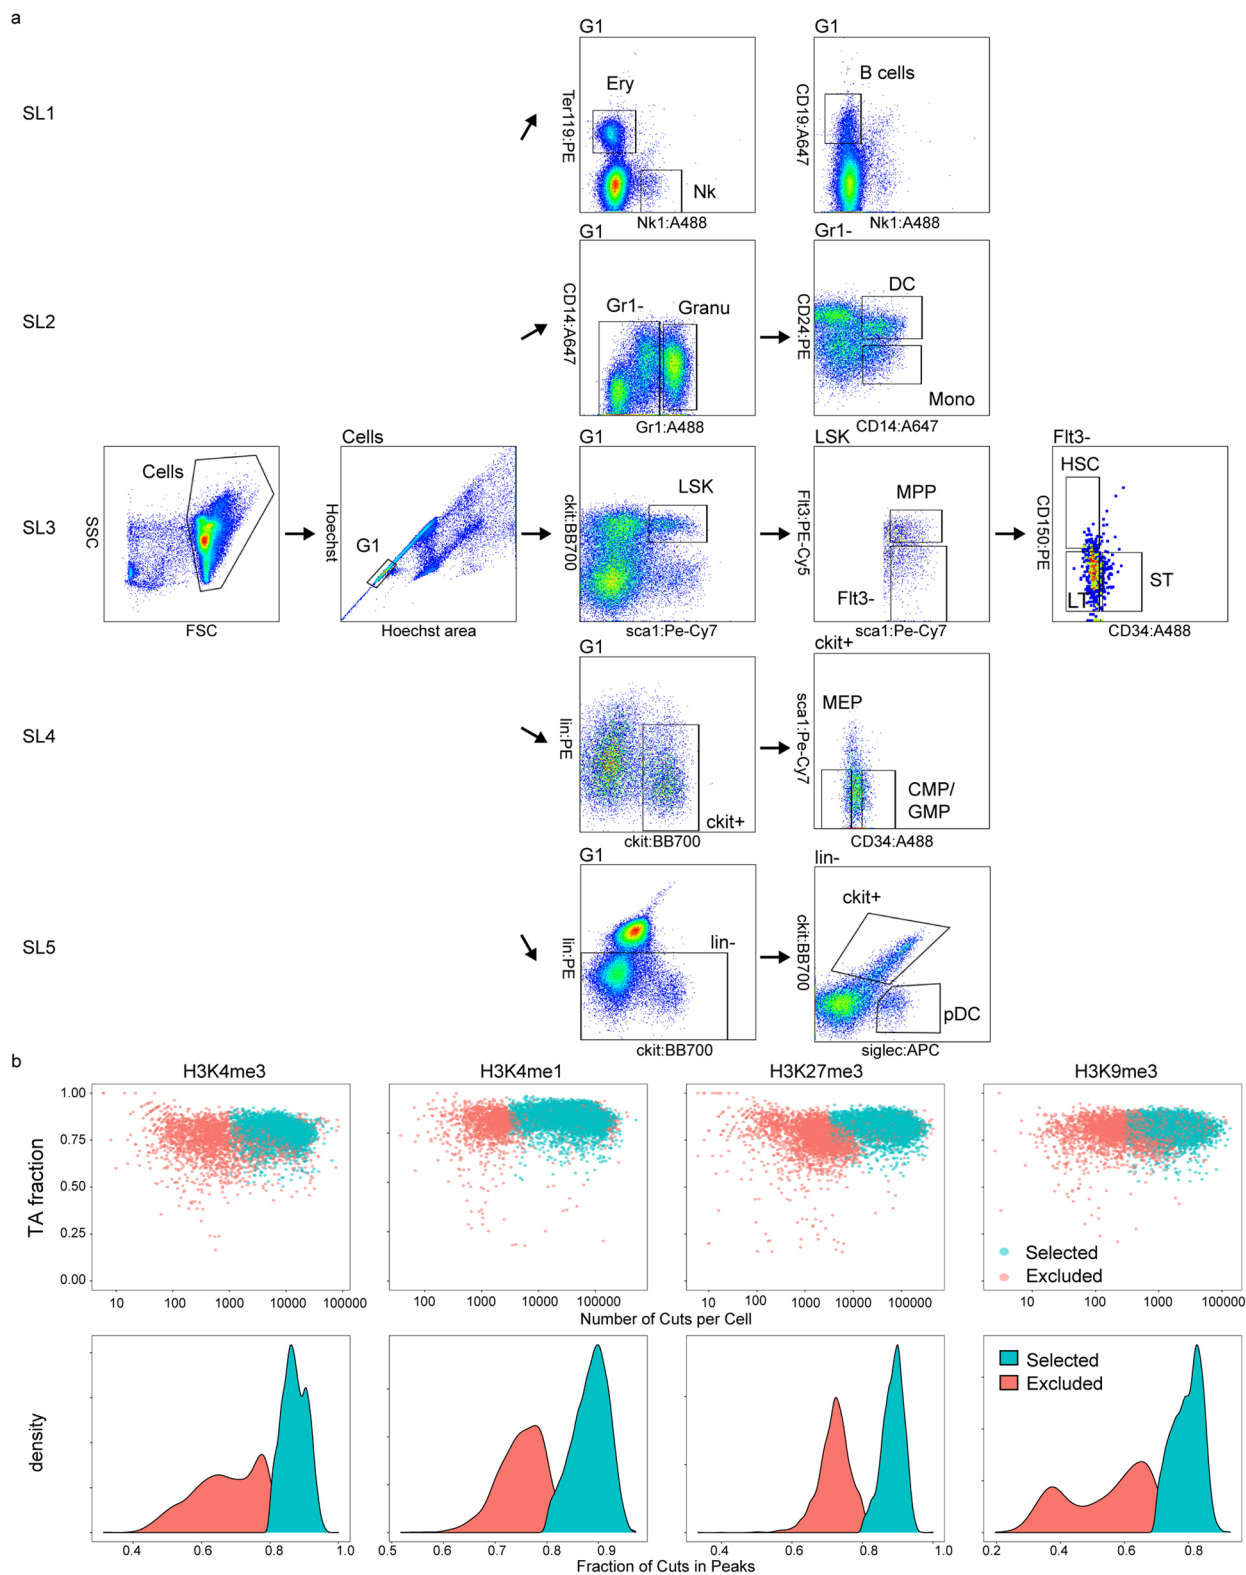 a
SL1
G1
Ery
Nk
Ter119:PE
Nk1:A488
G1
B cells
CD19:A647
Nk1:A488
SL2
G1
Gr1-
Granu
CD14:A647
Gr1:A488
Gr1-
DC
Mono
CD24:PE
CD14:A647
SL3
Cells
SSC
FSC
Cells
G1
Hoechst
Hoechst area
G1
LSK
ckit:BB700
sca1:Pe-Cy7
LSK
MPP
Flt3-
Flt3:PE-Cy5
sca1:Pe-Cy7
Flt3-
HSC
LT
ST
CD150:PE
CD34:A488
SL4
G1
lin:PE
ckit+
ckit:BB700
ckit+
MEP
CMP/
GMP
sca1:Pe-Cy7
CD34:A488
SL5
G1
lin-
lin:PE
ckit:BB700
lin-
ckit+
pDC
ckit:BB700
siglec:APC
b
H3K4me3 H3K4me1 H3K27me3 H3K9me3
TA fraction
1.00
0.75
0.50
0.25
0.00
Selected
Excluded
10 100 1000 10000 100000
100 1000 10000 100000
10 100 1000 10000 100000
10 100 1000 10000 100000
Number of Cuts per Cell
density
Selected
Excluded
0.4 0.6 0.8 1.0
0.5 0.6 0.7 0.8 0.9
0.4 0.6 0.8 1.0
0.2 0.4 0.6 0.8
Fraction of Cuts in Peaks